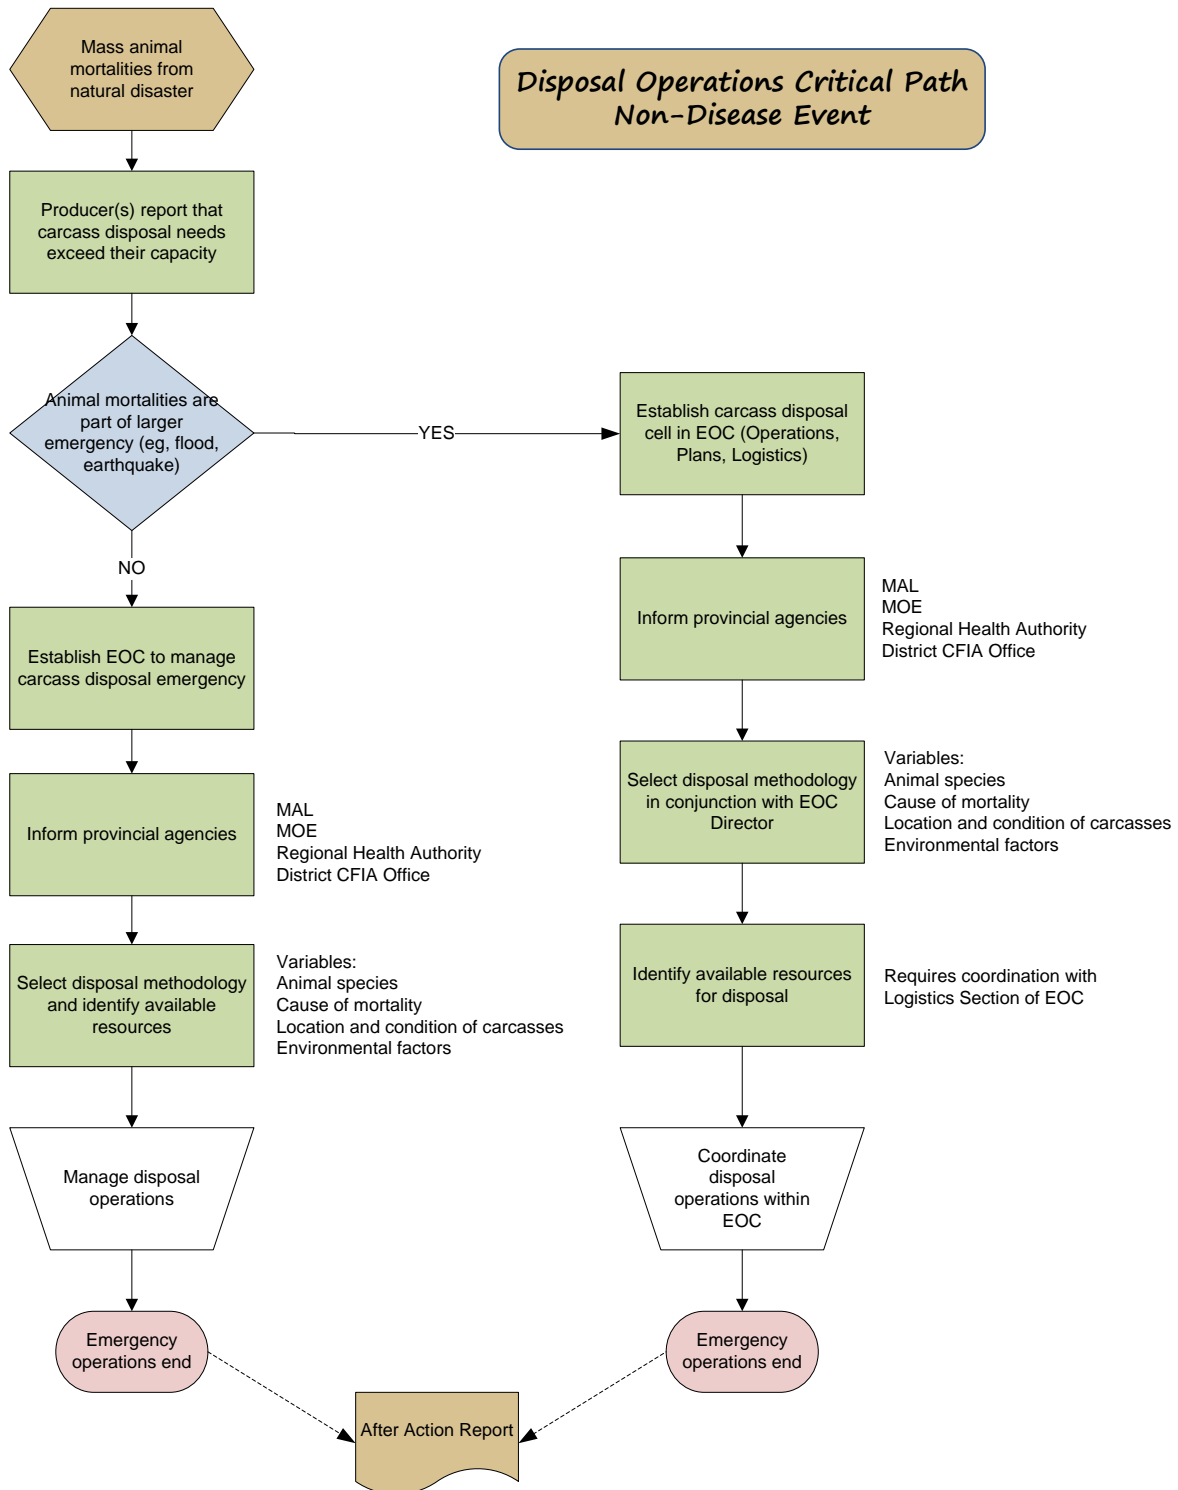 Mass animal
mortalities from
natural disaster
Disposal Operations Critical Path
Non-Disease Event
Producer(s) report that
carcass disposal needs
exceed their capacity
Animal mortalities are
part of larger
emergency (eg, flood,
earthquake)
YES
NO
Establish EOC to manage
carcass disposal emergency
Inform provincial agencies
MAL
MOE
Regional Health Authority
District CFIA Office
Select disposal methodology
and identify available
resources
Variables:
Animal species
Cause of mortality
Location and condition of carcasses
Environmental factors
Manage disposal
operations
Emergency
operations end
Establish carcass disposal
cell in EOC (Operations,
Plans, Logistics)
Inform provincial agencies
MAL
MOE
Regional Health Authority
District CFIA Office
Select disposal methodology
in conjunction with EOC
Director
Variables:
Animal species
Cause of mortality
Location and condition of carcasses
Environmental factors
Identify available resources
for disposal
Requires coordination with
Logistics Section of EOC
Coordinate
disposal
operations within
EOC
Emergency
operations end
After Action Report